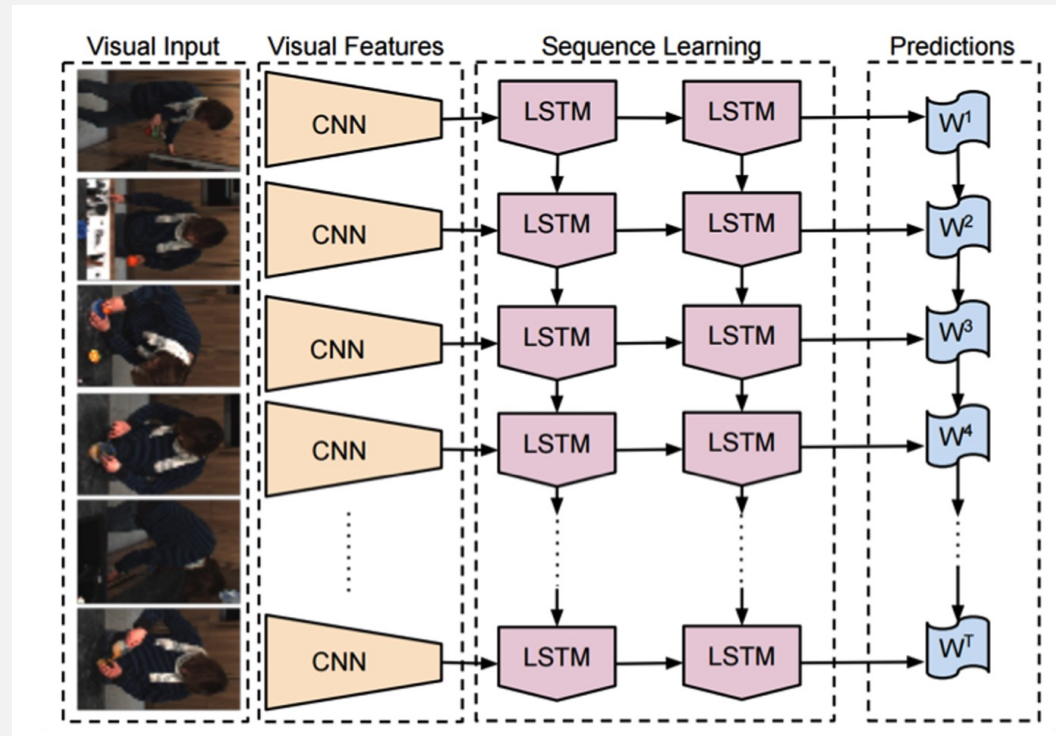 Visual Input Visual Features Sequence Learning Predictions
CNN LSTM LSTM W¹
CNN LSTM LSTM W²
CNN LSTM LSTM W³
CNN LSTM LSTM W⁴
CNN LSTM LSTM Wᵀ